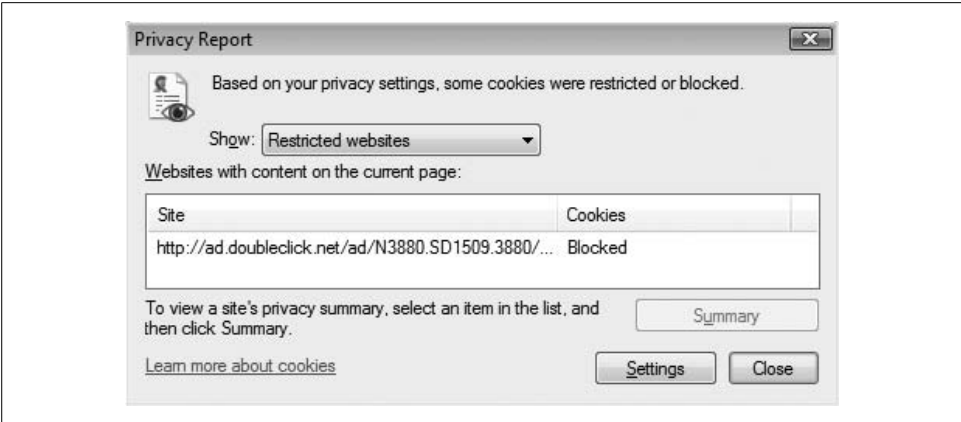 Privacy Report
Based on your privacy settings, some cookies were restricted or blocked.
Show: Restricted websites
Websites with content on the current page:
Site Cookies
http://ad.doubleclick.net/ad/N3880.SD1509.3880/... Blocked
To view a site's privacy summary, select an item in the list, and
then click Summary.
Summary
Learn more about cookies
Settings Close